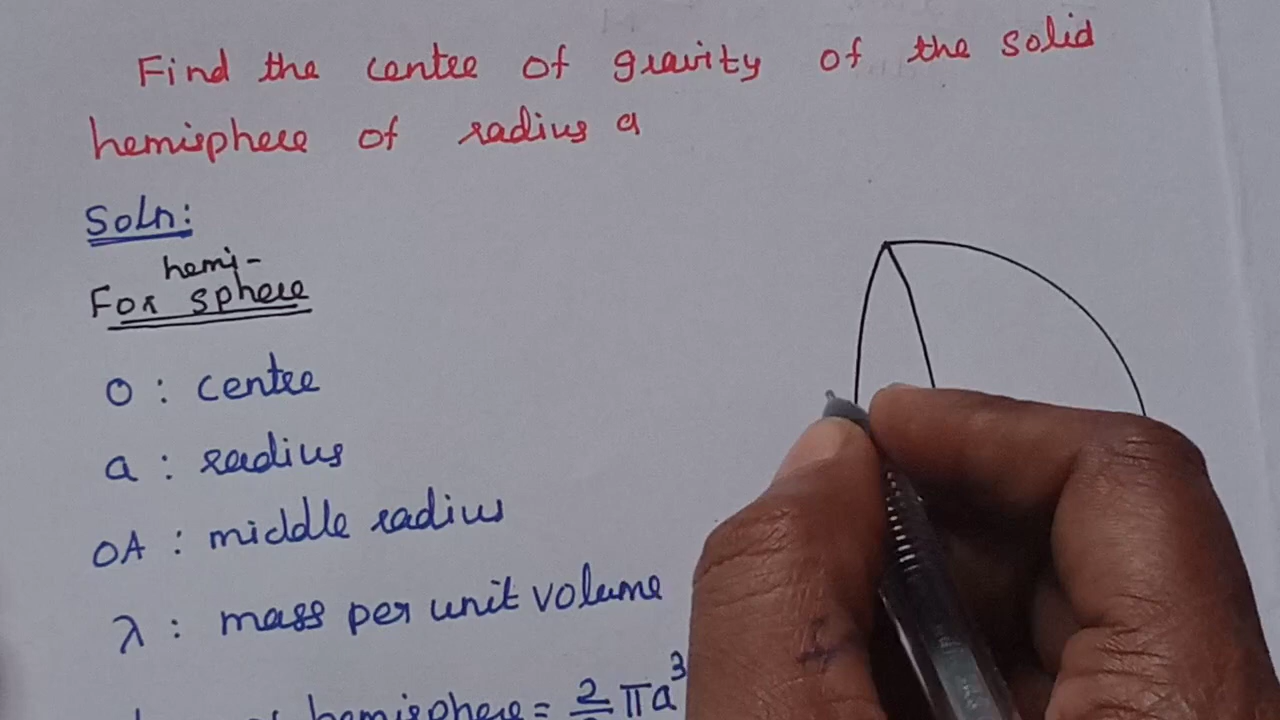 Find the centre of gravity of the solid
hemisphere of radius a
Soln:
hemi-
For sphere
O : centre
a : radius
OA : middle radius
λ : mass per unit volume
hemisphere = 2 πa³